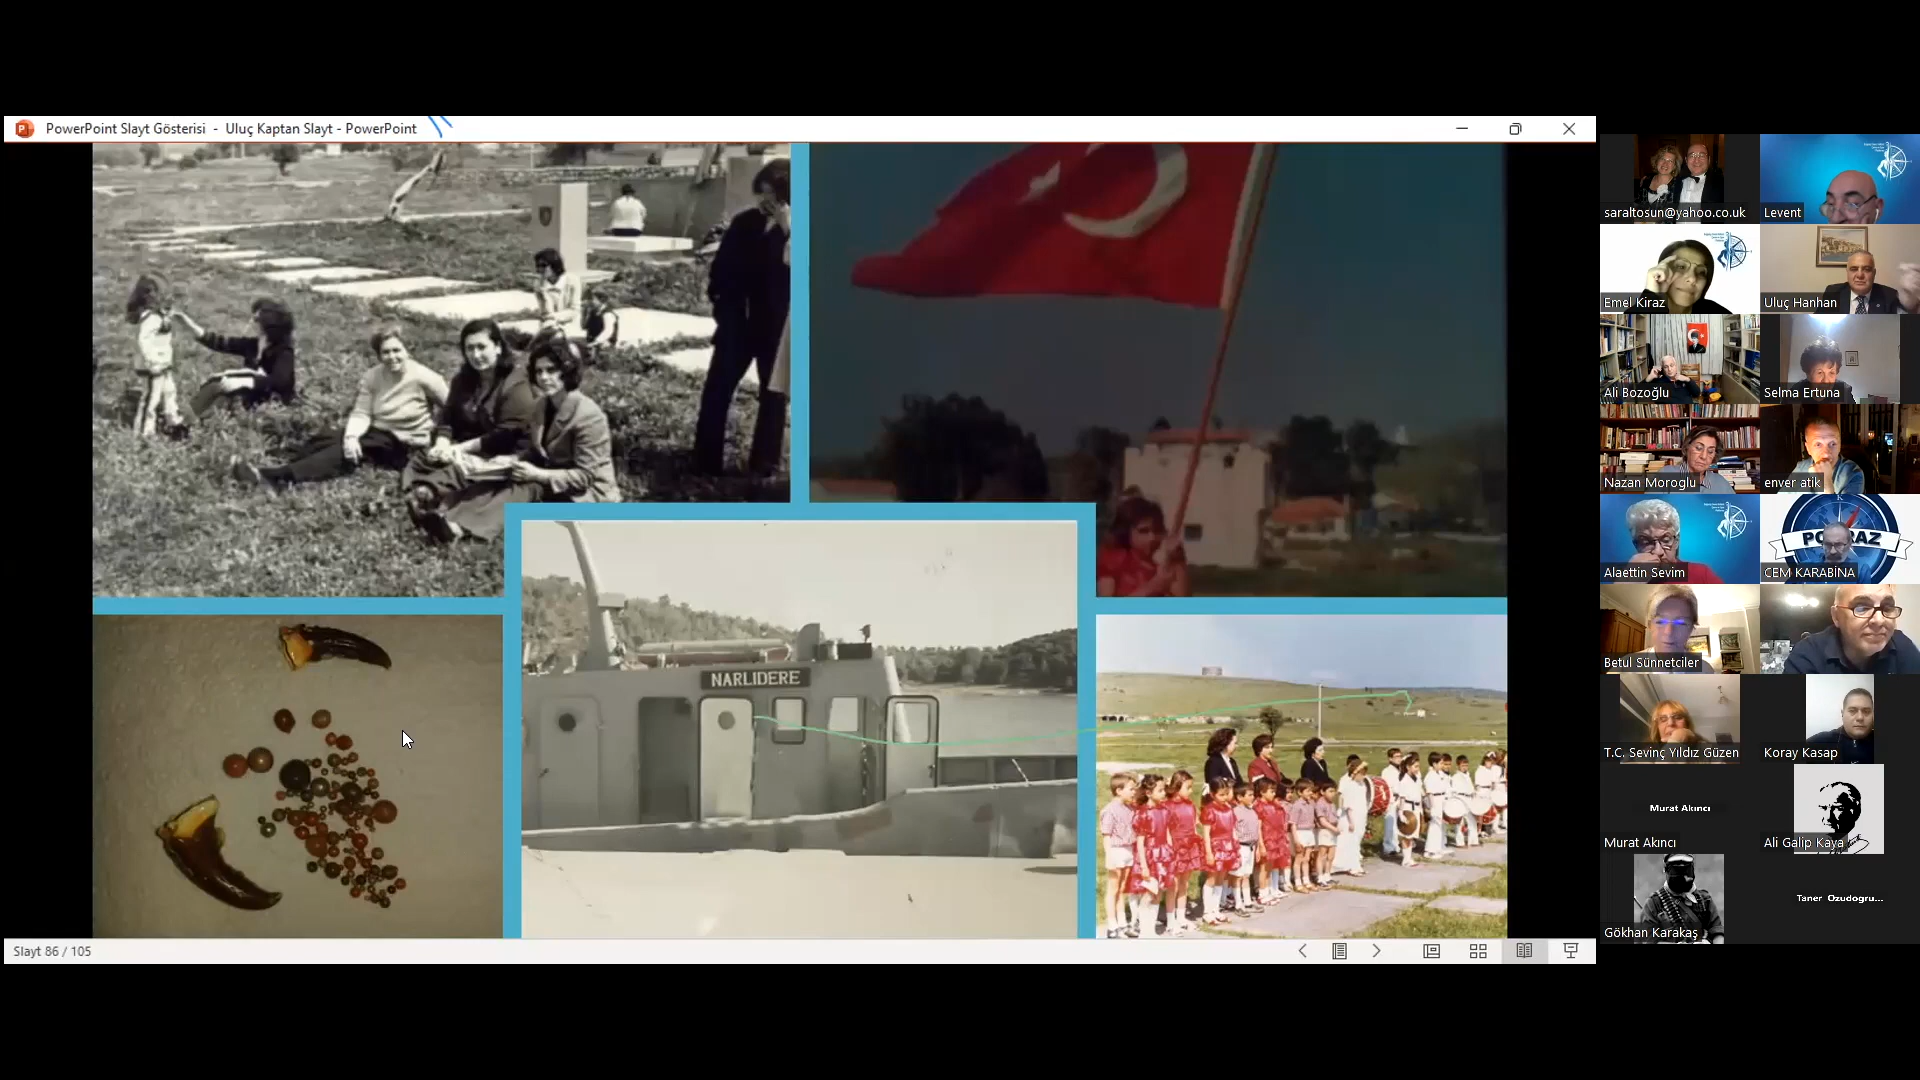 PowerPoint Slayt Gösterisi - Uluç Kaptan Slayt - PowerPoint
NARLIDERE
Slayt 86 / 105
saraltosun@yahoo.co.uk
Levent
Emel Kiraz
Uluç Hanhan
Ali Bozoğlu
Selma Ertuna
Nazan Moroglu
enver atik
Alaettin Sevim
CEM KARABİNA
Betul Sünnetciler
T.C. Sevinç Yıldız Güzen
Koray Kasap
Murat Akıncı
Murat Akıncı
Ali Galip Kaya
Gökhan Karakaş
Taner Ozudogru...